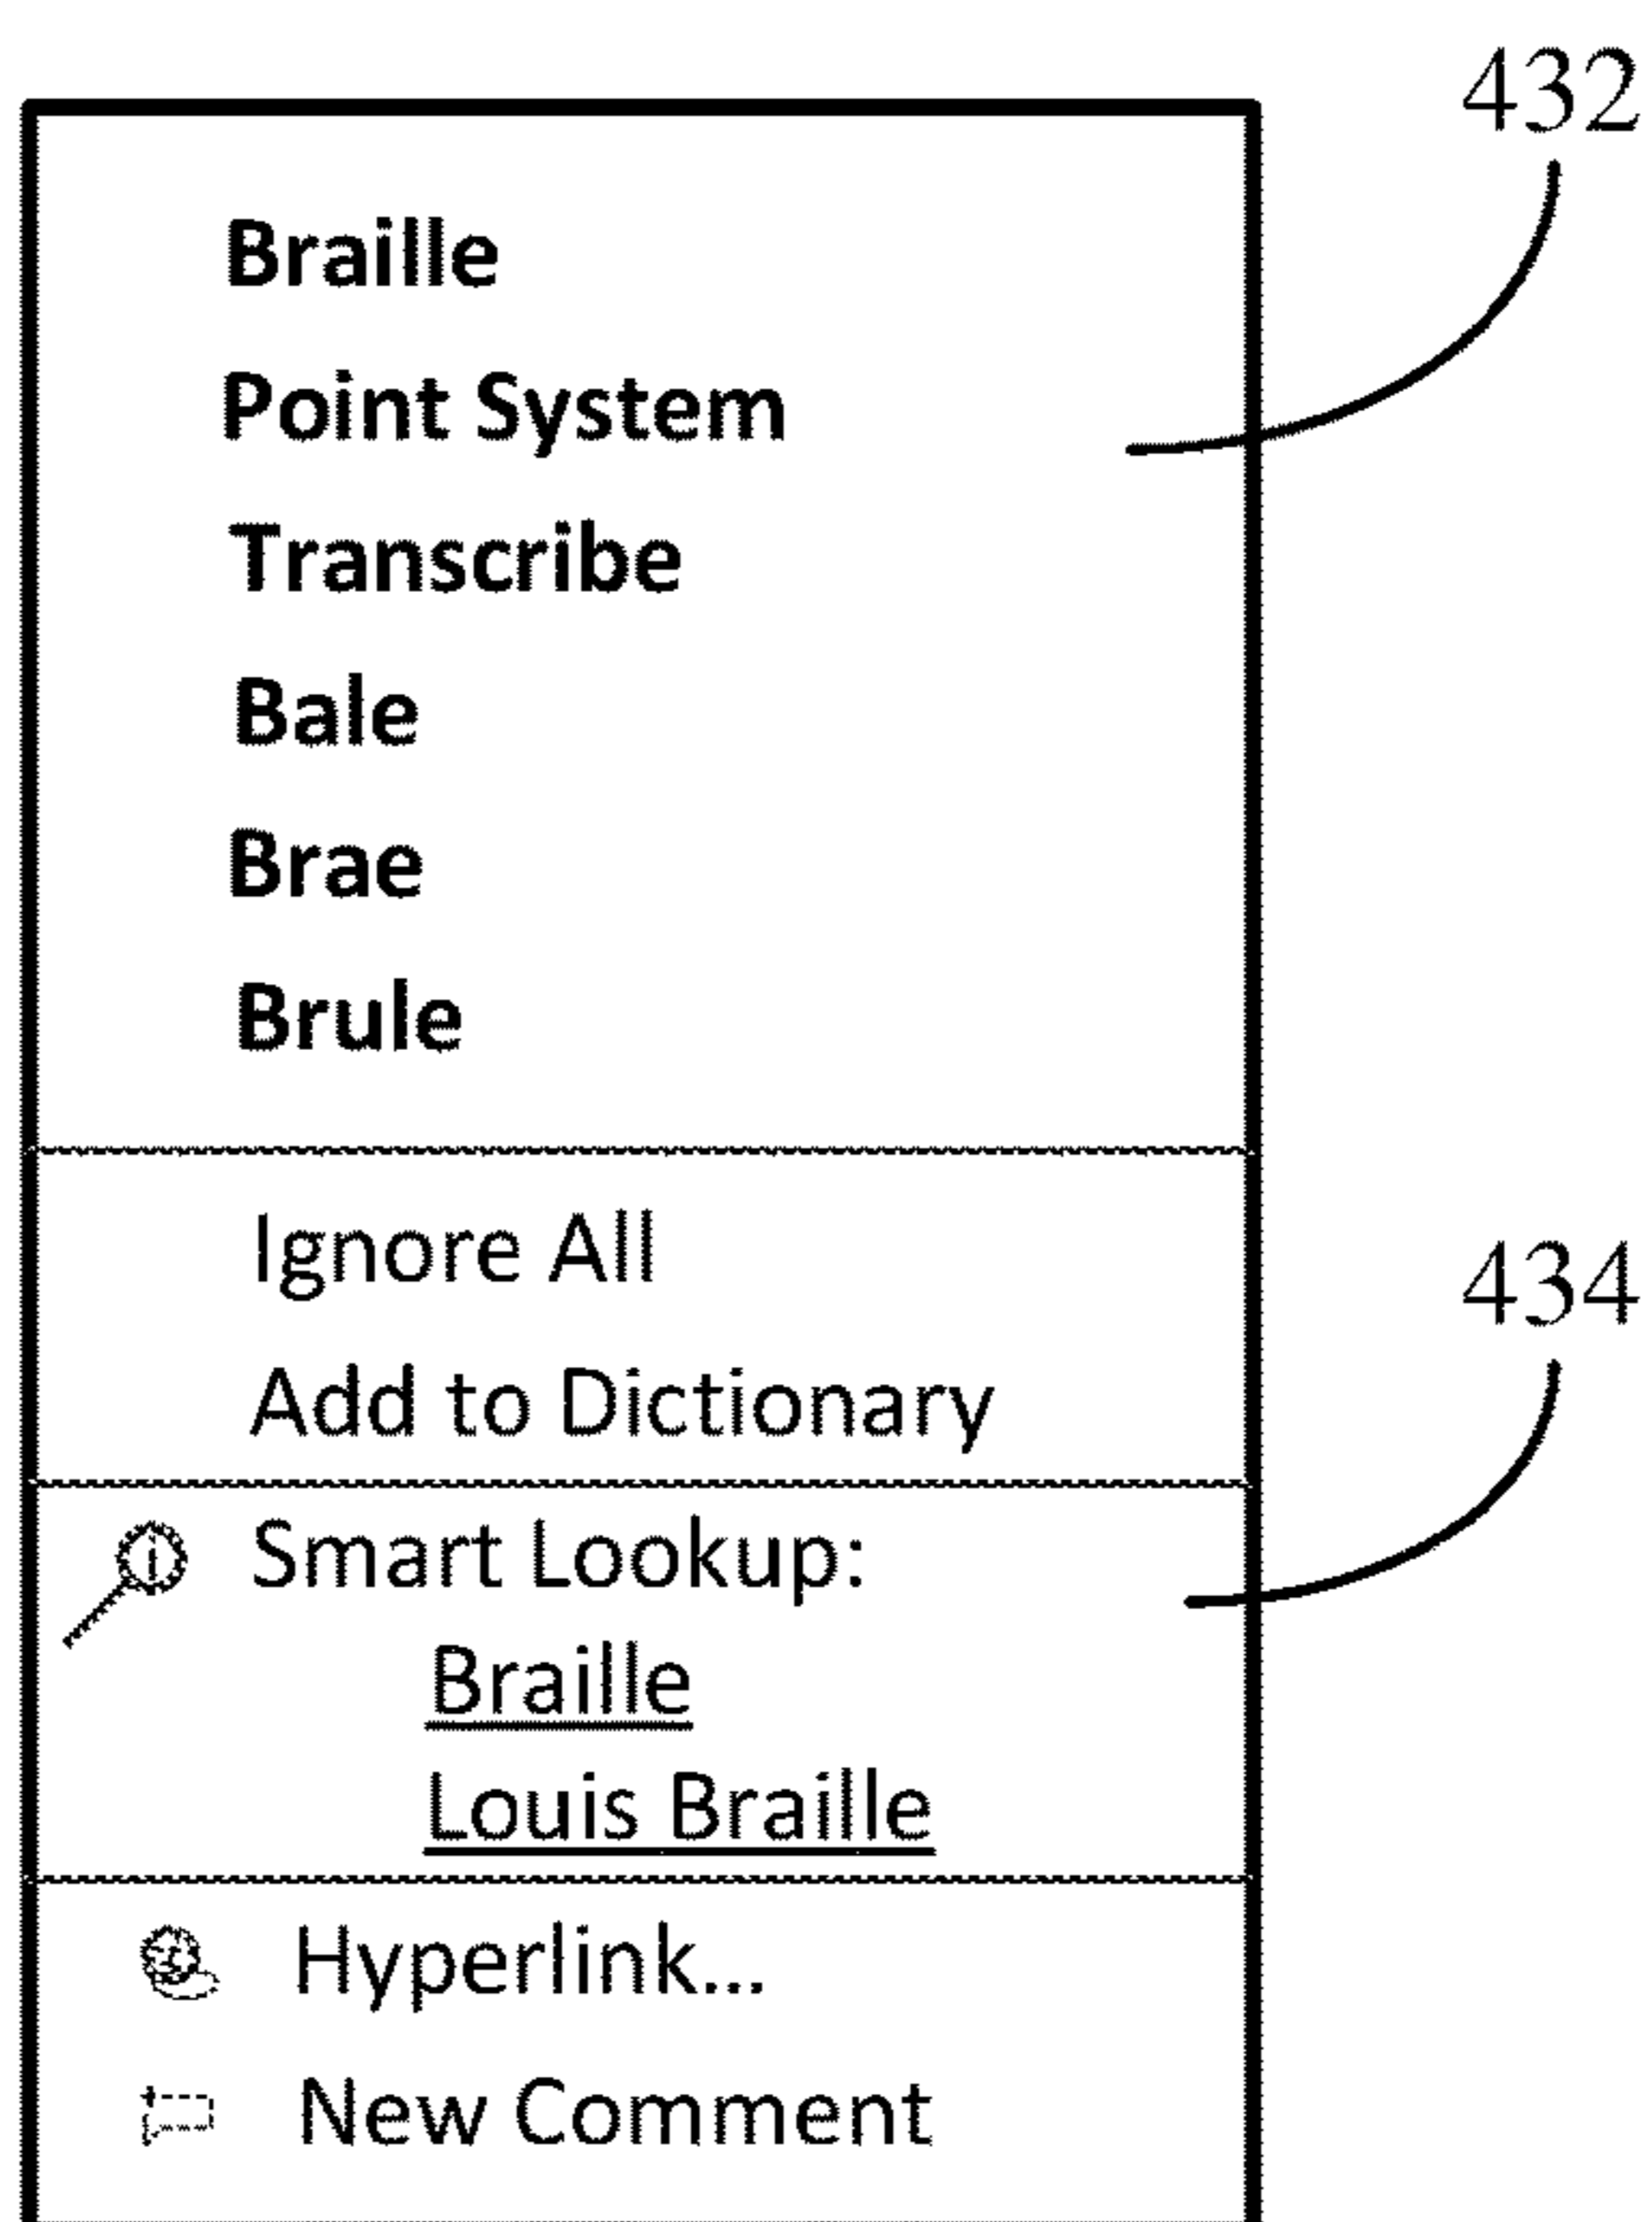 432
Braille
Point System
Transcribe
Bale
Brae
Brule
Ignore All
434
Add to Dictionary
Smart Lookup:
Braille
Louis Braille
Hyperlink...
New Comment